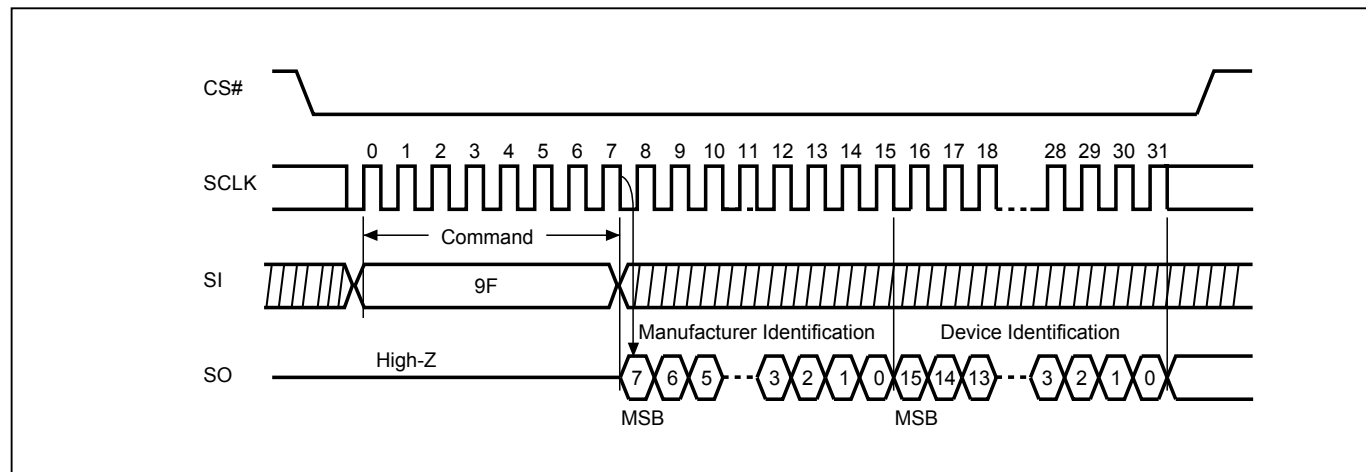 CS#
0 1 2 3 4 5 6 7 8 9 10 11 12 13 14 15 16 17 18 28 29 30 31
SCLK
Command
SI
9F
Manufacturer Identification Device Identification
High-Z
SO
7 6 5 3 2 1 0 15 14 13 3 2 1 0
MSB MSB